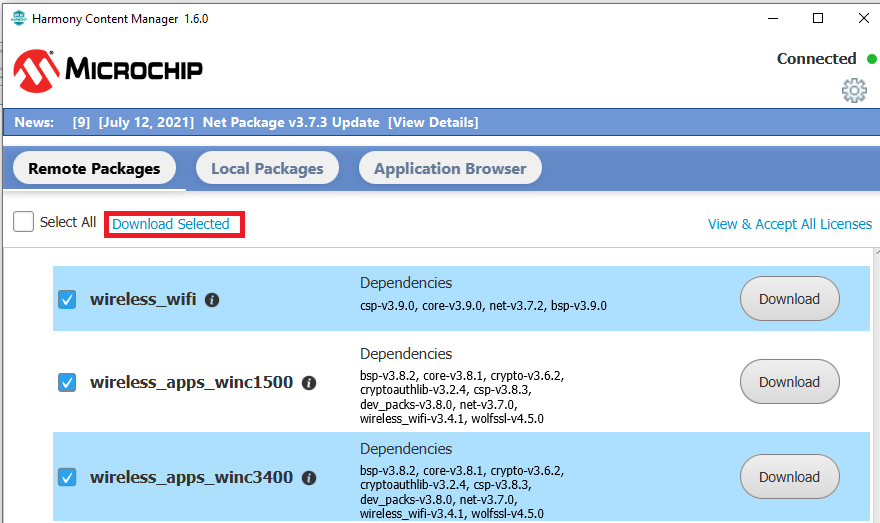 Harmony Content Manager 1.6.0
MICROCHIP
Connected
News: [9] [July 12, 2021] Net Package v3.7.3 Update [View Details]
Remote Packages Local Packages Application Browser
Select All Download Selected View & Accept All Licenses
Dependencies
wireless_wifi
csp-v3.9.0, core-v3.9.0, net-v3.7.2, bsp-v3.9.0
Download
Dependencies
wireless_apps_winc1500
bsp-v3.8.2, core-v3.8.1, crypto-v3.6.2,
cryptoauthlib-v3.2.4, csp-v3.8.3,
dev_packs-v3.8.0, net-v3.7.0,
wireless_wifi-v3.4.1, wolfssl-v4.5.0
Download
Dependencies
wireless_apps_winc3400
bsp-v3.8.2, core-v3.8.1, crypto-v3.6.2,
cryptoauthlib-v3.2.4, csp-v3.8.3,
dev_packs-v3.8.0, net-v3.7.0,
wireless_wifi-v3.4.1, wolfssl-v4.5.0
Download